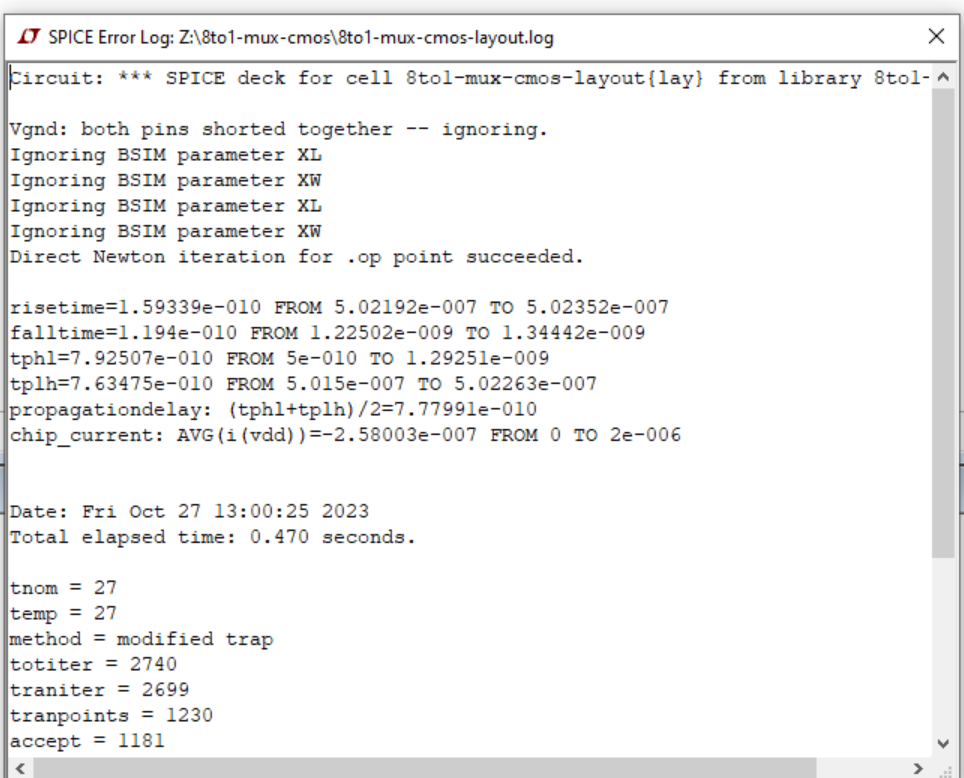 SPICE Error Log: Z:\8to1-mux-cmos\8to1-mux-cmos-layout.log
Circuit: *** SPICE deck for cell 8to1-mux-cmos-layout{lay} from library 8to1-
Vgnd: both pins shorted together -- ignoring.
Ignoring BSIM parameter XL
Ignoring BSIM parameter XW
Ignoring BSIM parameter XL
Ignoring BSIM parameter XW
Direct Newton iteration for .op point succeeded.
risetime=1.59339e-010 FROM 5.02192e-007 TO 5.02352e-007
falltime=1.194e-010 FROM 1.22502e-009 TO 1.34442e-009
tphl=7.92507e-010 FROM 5e-010 TO 1.29251e-009
tplh=7.63475e-010 FROM 5.015e-007 TO 5.02263e-007
propagationdelay: (tphl+tplh)/2=7.77991e-010
chip_current: AVG(i(vdd))=-2.58003e-007 FROM 0 TO 2e-006
Date: Fri Oct 27 13:00:25 2023
Total elapsed time: 0.470 seconds.
tnom = 27
temp = 27
method = modified trap
totiter = 2740
traniter = 2699
tranpoints = 1230
accept = 1181